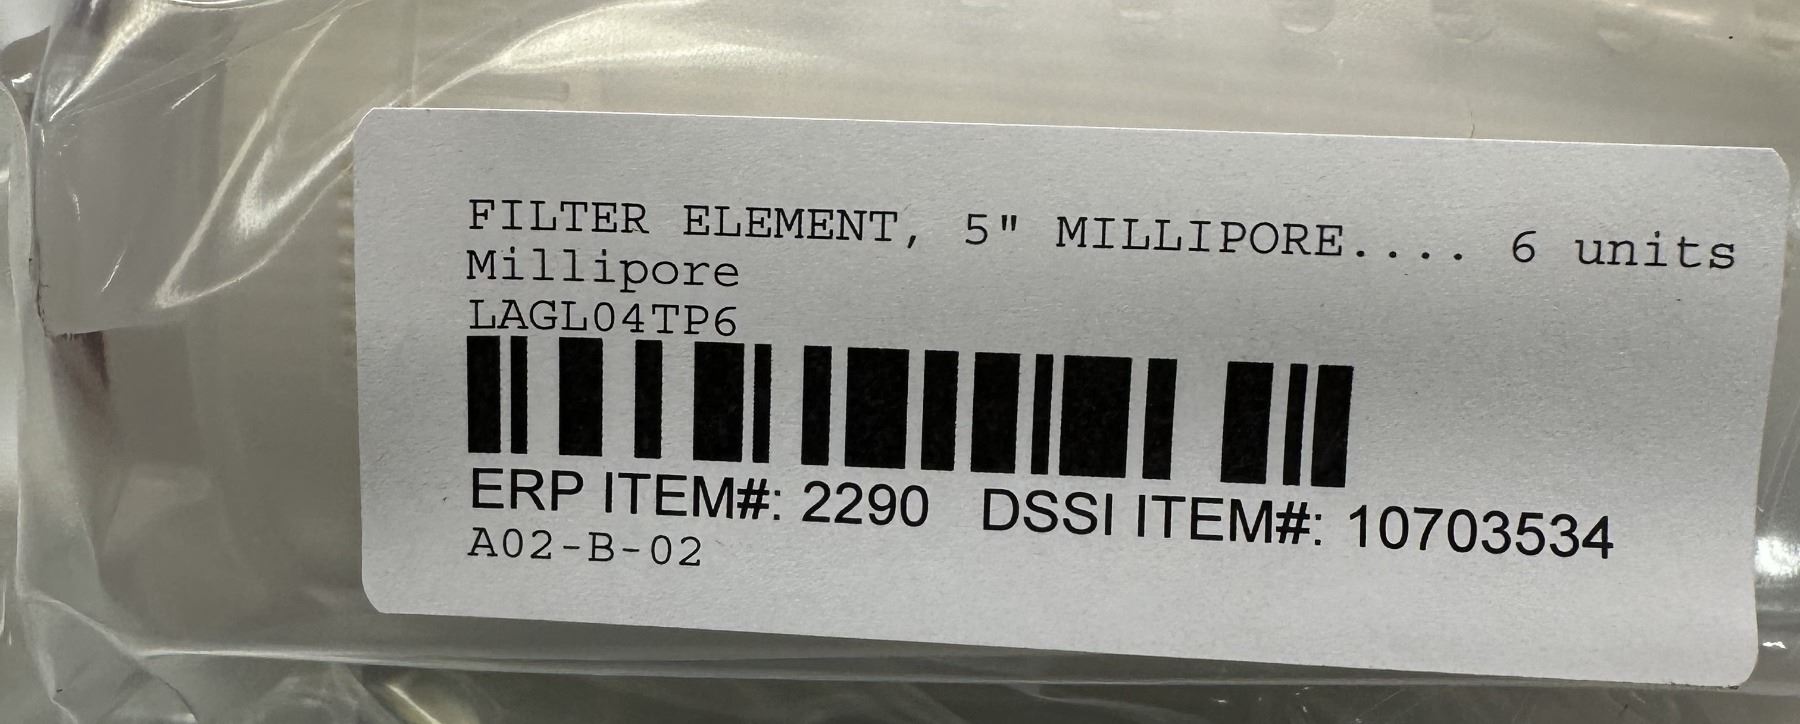 FILTER ELEMENT, 5" MILLIPORE.... 6 units
Millipore
LAGL04TP6
ERP ITEM#: 2290 DSSI ITEM#: 10703534
A02-B-02